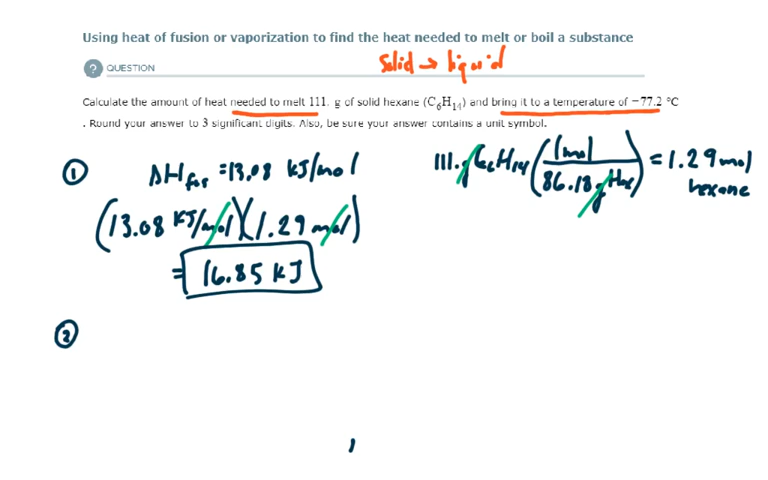 Using heat of fusion or vaporization to find the heat needed to melt or boil a substance
? QUESTION
solid → liquid
Calculate the amount of heat needed to melt 111. g of solid hexane (C₆H₁₄) and bring it to a temperature of −77.2 °C
. Round your answer to 3 significant digits. Also, be sure your answer contains a unit symbol.
① ΔHfus = 13.08 kJ/mol
111. g C₆H₁₄ (1 mol / 86.18 g Hex) = 1.29 mol
hexane
(13.08 kJ/mol)(1.29 mol)
= 16.85 kJ
②